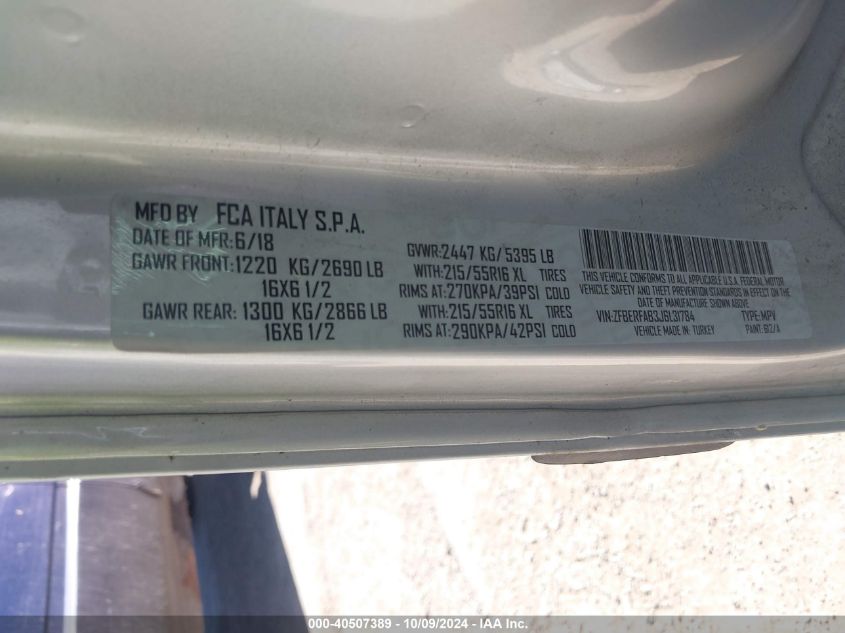 MFD BY FCA ITALY S.P.A.
DATE OF MFR:6/18
GAWR FRONT:1220 KG/2690 LB
16X6 1/2
GAWR REAR: 1300 KG/2866 LB
16X6 1/2
GVWR:2447 KG/5395 LB
WITH:215/55R16 XL TIRES
RIMS AT:270KPA/39PSI COLD
WITH:215/55R16 XL TIRES
RIMS AT:290KPA/42PSI COLD
THIS VEHICLE CONFORMS TO ALL APPLICABLE U.S.A. FEDERAL MOTOR
VEHICLE SAFETY AND THEFT PREVENTION
STANDARDS IN EFFECT ON THE DATE OF
MANUFACTURE SHOWN ABOVE
VIN:ZFBERFAB3J6L31784 TYPE:MPV
VEHICLE MADE IN: TURKEY PAINT: 612/A
000-40507389 - 10/09/2024 - IAA Inc.